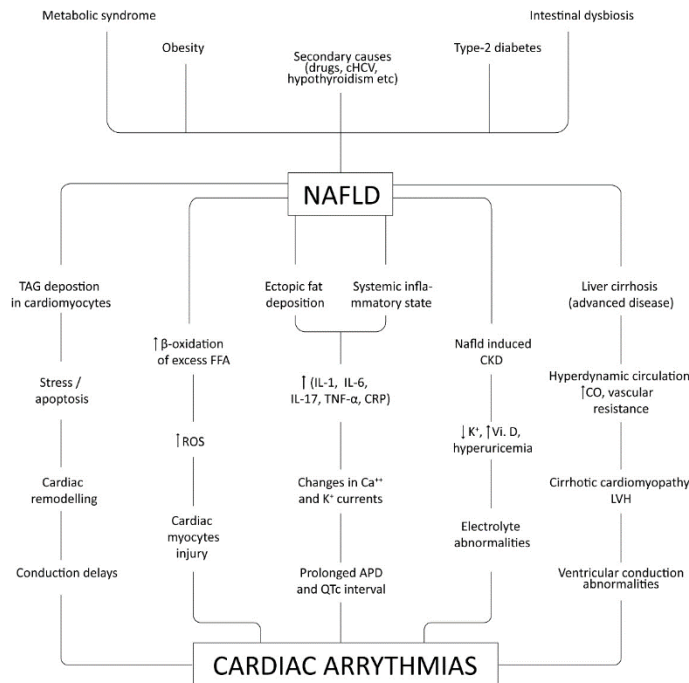 Metabolic syndrome
Intestinal dysbiosis
Obesity
Secondary causes
(drugs, cHCV,
hypothyroidism etc)
Type-2 diabetes
NAFLD
TAG depostion
in cardiomyocytes
Stress /
apoptosis
Cardiac
remodelling
Conduction delays
↑β-oxidation
of excess FFA
↑ROS
Cardiac
myocytes
injury
Ectopic fat
deposition
Systemic infla-
mmatory state
↑(IL-1, IL-6,
IL-17, TNF-α, CRP)
Changes in Ca⁺⁺
and K⁺ currents
Prolonged APD
and QTc interval
Nafld induced
CKD
↓K⁺, ↑Vi. D,
hyperuricemia
Electrolyte
abnormalities
Liver cirrhosis
(advanced disease)
Hyperdynamic circulation
↑CO, vascular
resistance
Cirrhotic cardiomyopathy
LVH
Ventricular conduction
abnormalities
CARDIAC ARRYTHMIAS